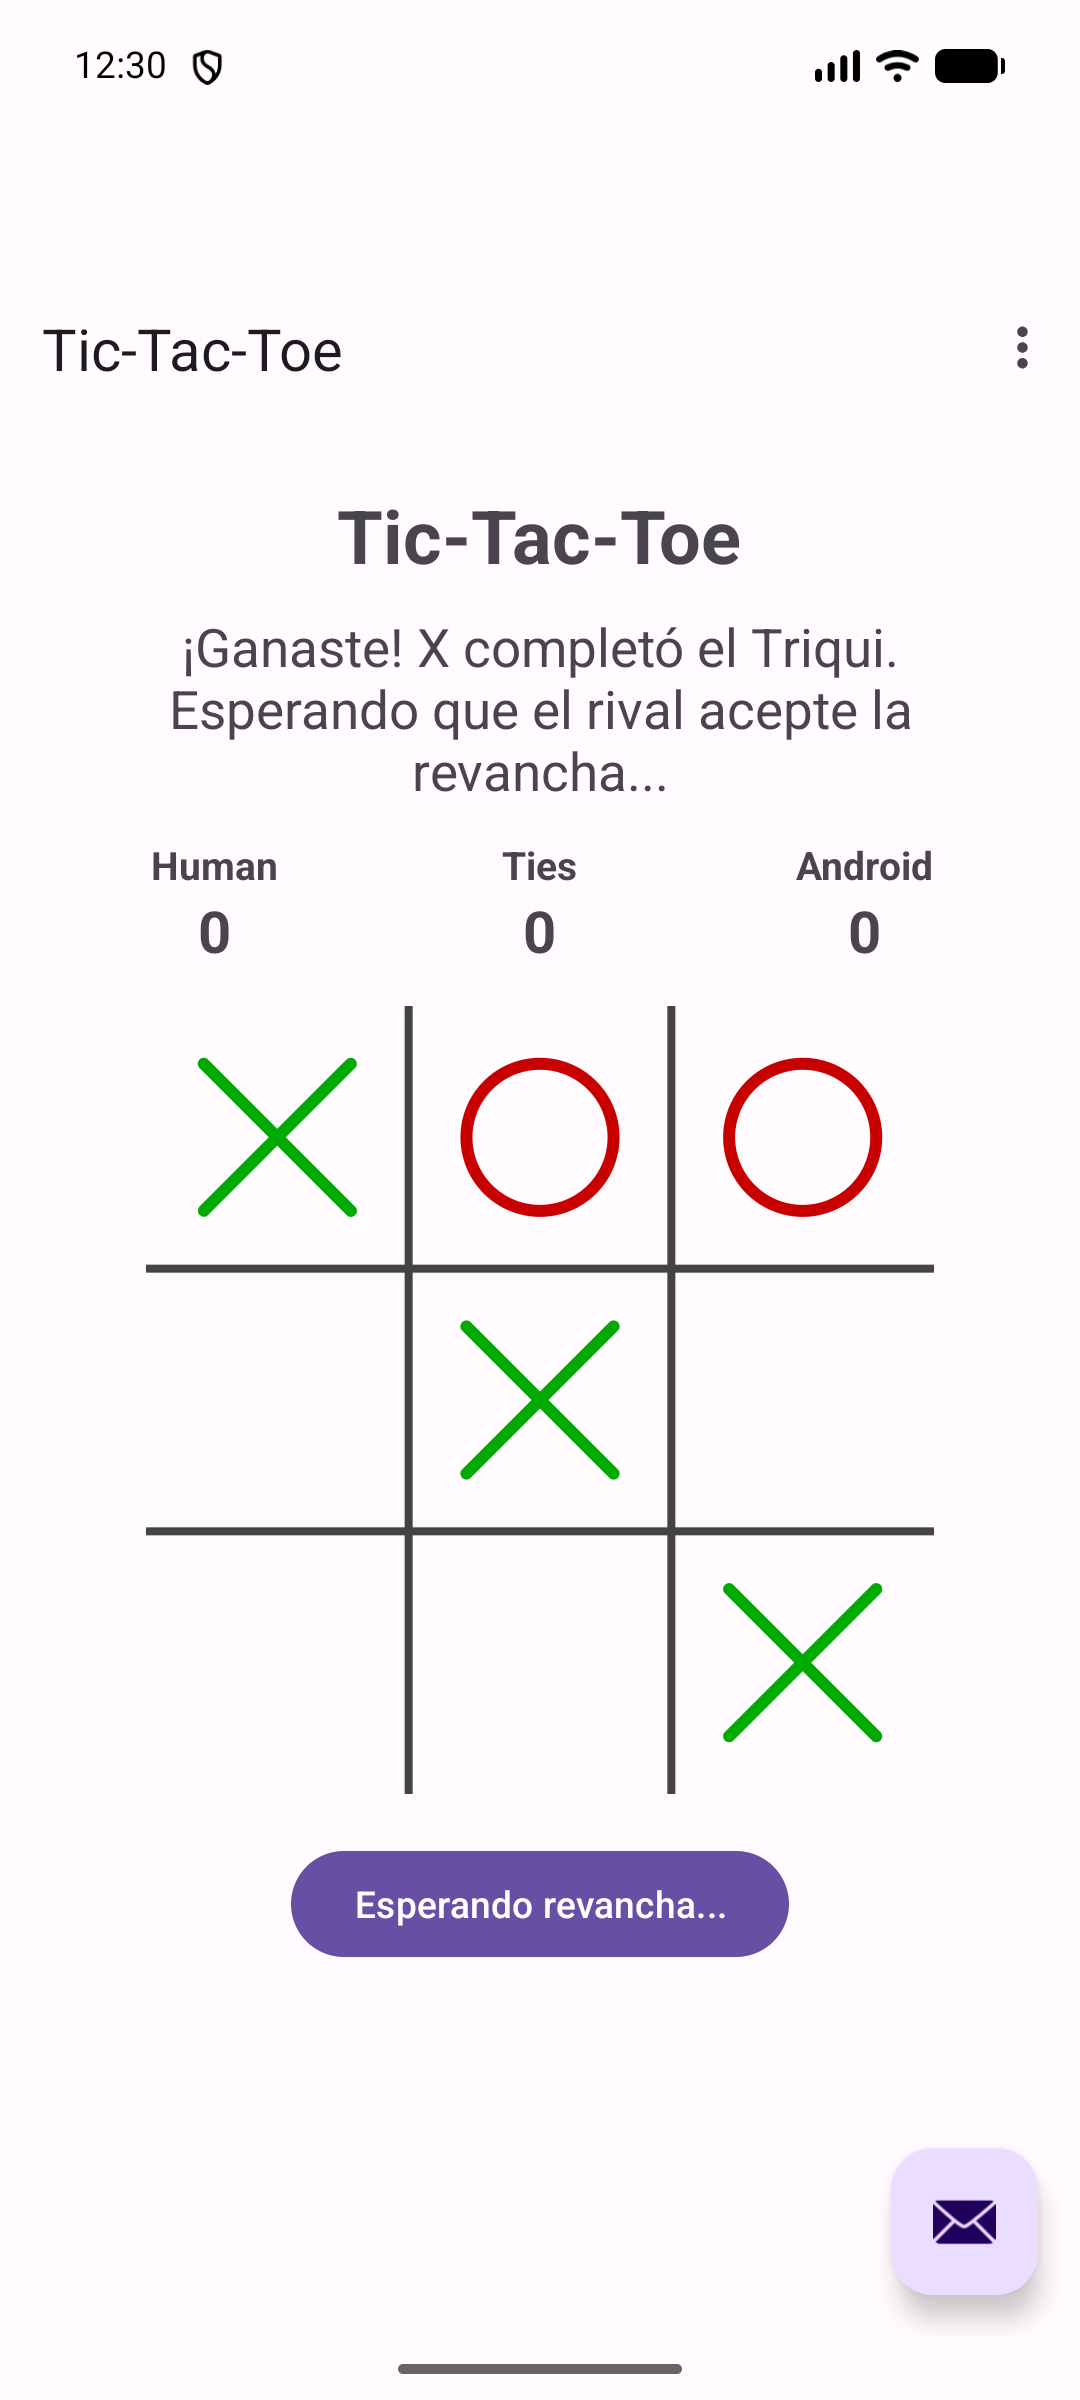 12:30
Tic-Tac-Toe
Tic-Tac-Toe
¡Ganaste! X completó el Triqui.
Esperando que el rival acepte la
revancha...
Human Ties Android
0 0 0
Esperando revancha...